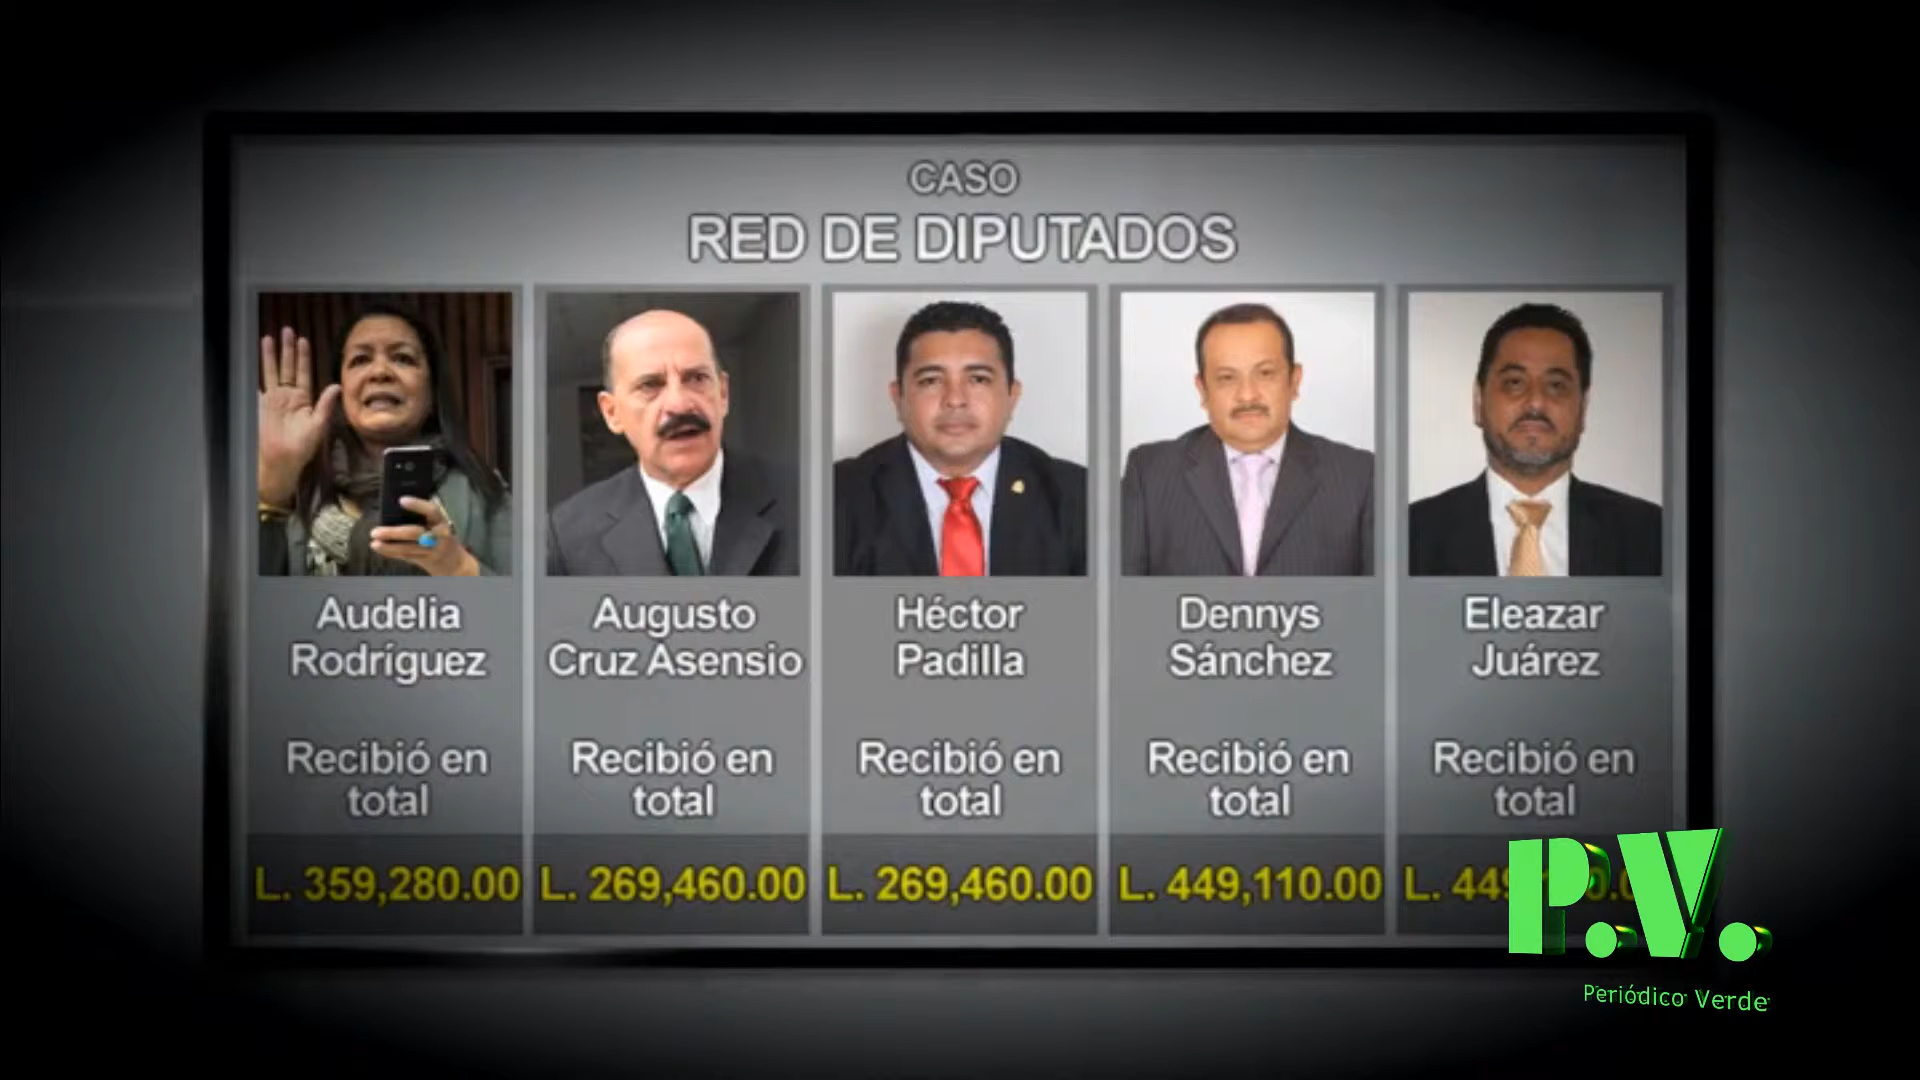 CASO
RED DE DIPUTADOS
Audelia
Rodríguez
Recibió en
total
L. 359,280.00
Augusto
Cruz Asensio
Recibió en
total
L. 269,460.00
Héctor
Padilla
Recibió en
total
L. 269,460.00
Dennys
Sánchez
Recibió en
total
L. 449,110.00
Eleazar
Juárez
Recibió en
total
L.
P.V.
Periódico Verde